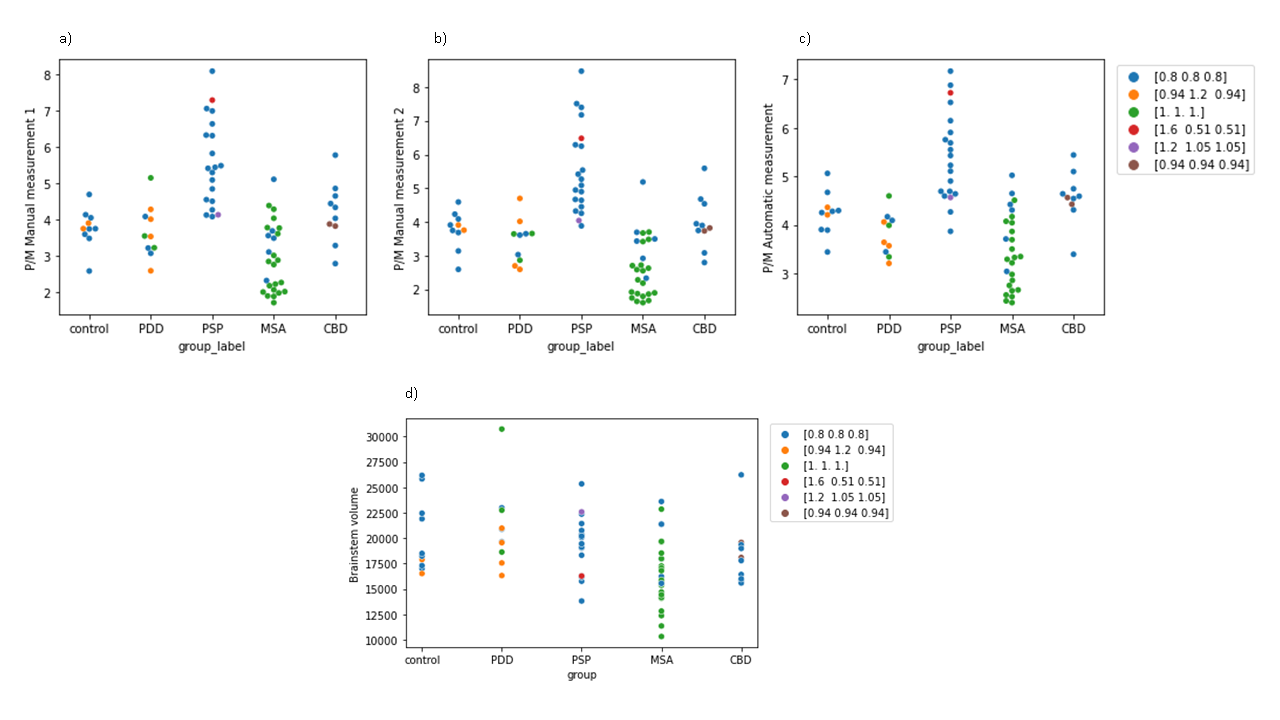 a)
P/M Manual measurement 1
8
7
6
5
4
3
2
control PDD PSP MSA CBD
group_label
b)
P/M Manual measurement 2
8
7
6
5
4
3
2
control PDD PSP MSA CBD
group_label
c)
P/M Automatic measurement
7
6
5
4
3
control PDD PSP MSA CBD
group_label
[0.8 0.8 0.8]
[0.94 1.2 0.94]
[1. 1. 1.]
[1.6 0.51 0.51]
[1.2 1.05 1.05]
[0.94 0.94 0.94]
d)
Brainstem volume
30000
27500
25000
22500
20000
17500
15000
12500
10000
control PDD PSP MSA CBD
group
[0.8 0.8 0.8]
[0.94 1.2 0.94]
[1. 1. 1.]
[1.6 0.51 0.51]
[1.2 1.05 1.05]
[0.94 0.94 0.94]